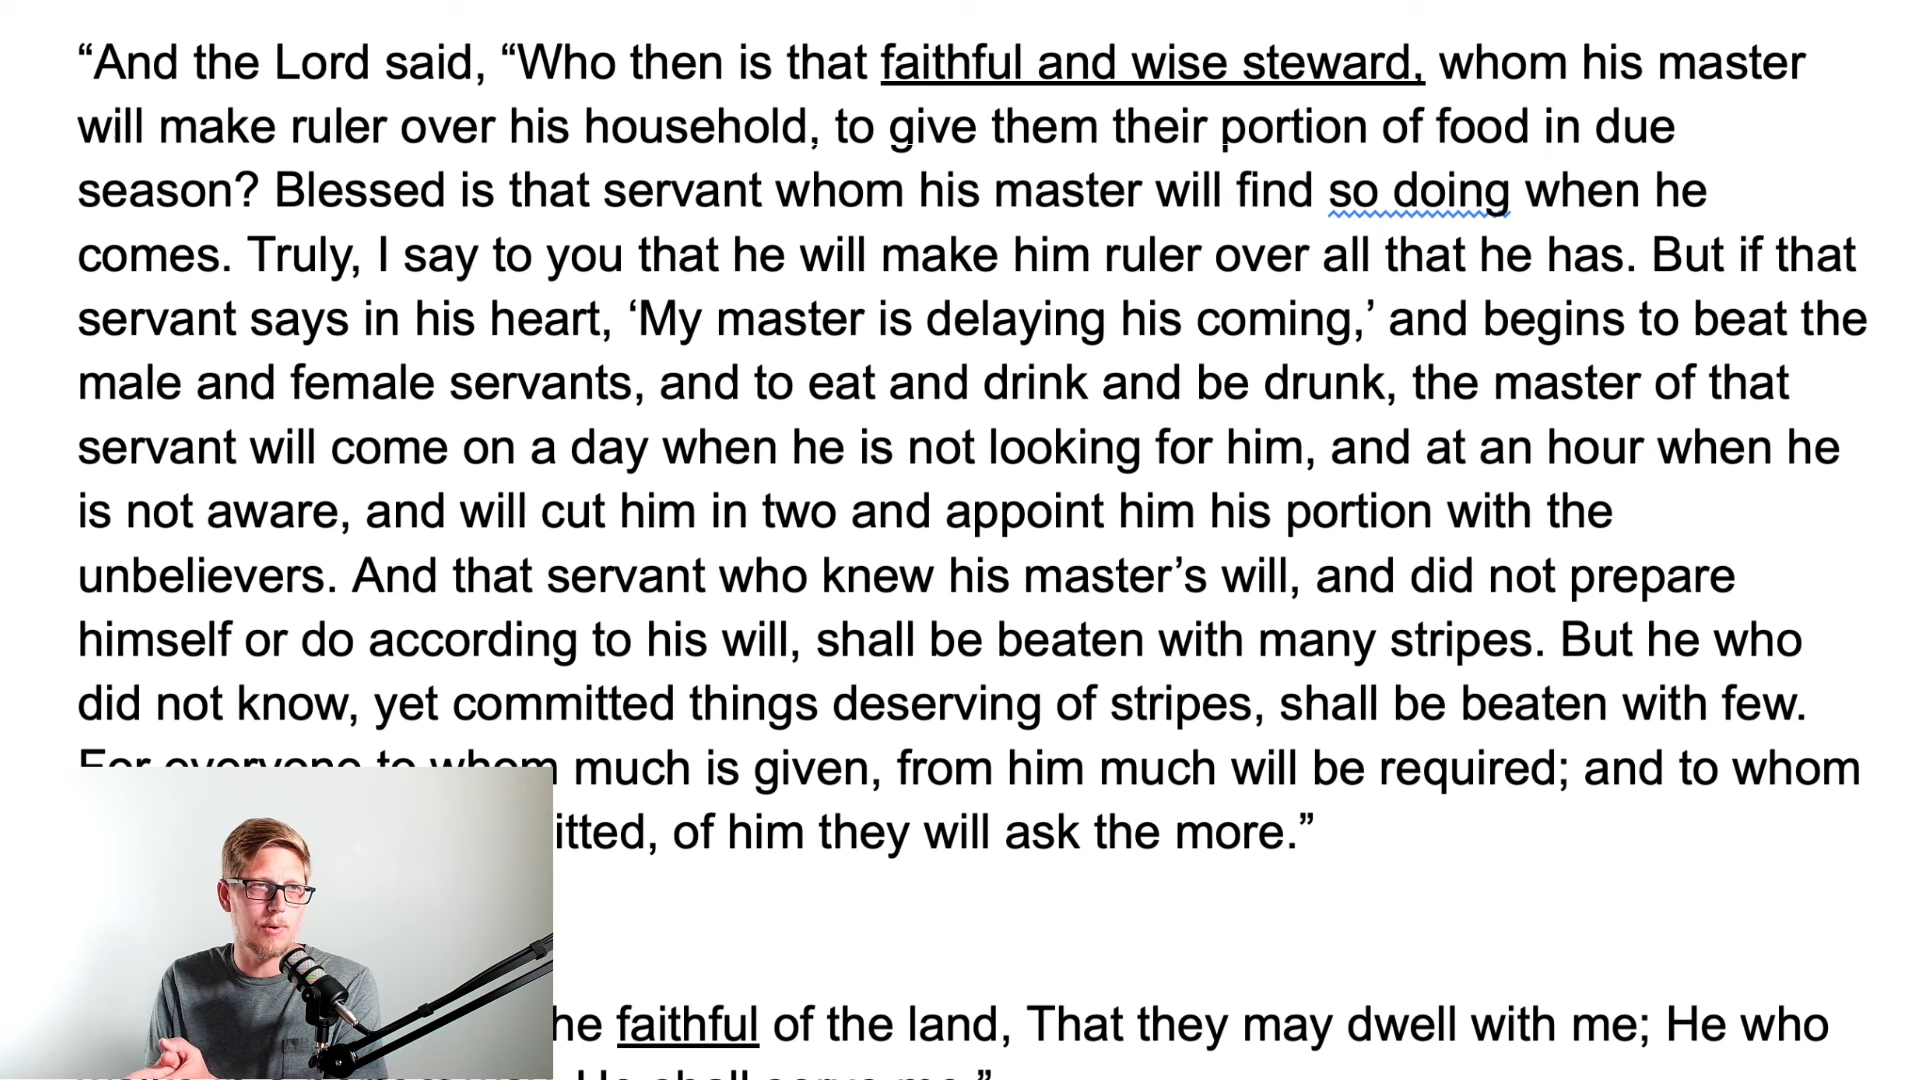 “And the Lord said, “Who then is that faithful and wise steward, whom his master
will make ruler over his household, to give them their portion of food in due
season? Blessed is that servant whom his master will find so doing when he
comes. Truly, I say to you that he will make him ruler over all that he has. But if that
servant says in his heart, ‘My master is delaying his coming,’ and begins to beat the
male and female servants, and to eat and drink and be drunk, the master of that
servant will come on a day when he is not looking for him, and at an hour when he
is not aware, and will cut him in two and appoint him his portion with the
unbelievers. And that servant who knew his master’s will, and did not prepare
himself or do according to his will, shall be beaten with many stripes. But he who
did not know, yet committed things deserving of stripes, shall be beaten with few.
For everyone to whom much is given, from him much will be required; and to whom
itted, of him they will ask the more.”
he faithful of the land, That they may dwell with me; He who
He shall serve me.”